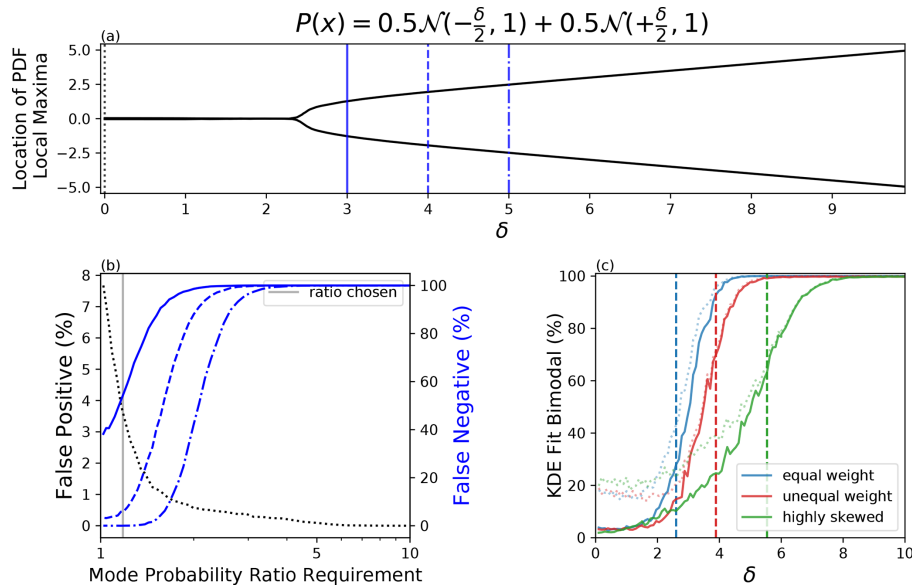 P(x) = 0.5𝒩(−δ/2, 1) + 0.5𝒩(+δ/2, 1)
(a)
Location of PDF
Local Maxima
5.0
2.5
0.0
−2.5
−5.0
0 1 2 3 4 5 6 7 8 9
δ
(b)
False Positive (%)
8
7
6
5
4
3
2
1
0
ratio chosen
100
80
60
40
20
0
False Negative (%)
1 5 10
Mode Probability Ratio Requirement
(c)
KDE Fit Bimodal (%)
100
80
60
40
20
0
equal weight
unequal weight
highly skewed
0 2 4 6 8 10
δ